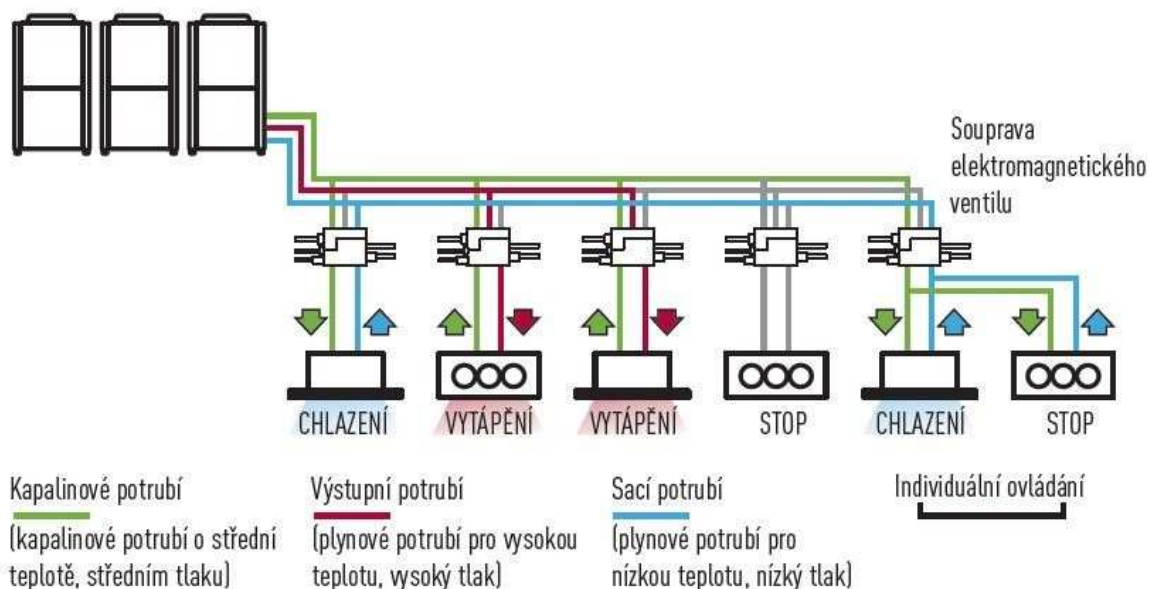 Souprava
elektromagnetického
ventilu
CHLAZENÍ
VYTÁPĚNÍ
VYTÁPĚNÍ
STOP
CHLAZENÍ
STOP
Kapalinové potrubí
(kapalinové potrubí o střední
teplotě, středním tlaku)
Výstupní potrubí
(plynové potrubí pro vysokou
teplotu, vysoký tlak)
Sací potrubí
(plynové potrubí pro
nízkou teplotu, nízký tlak)
Individuální ovládání